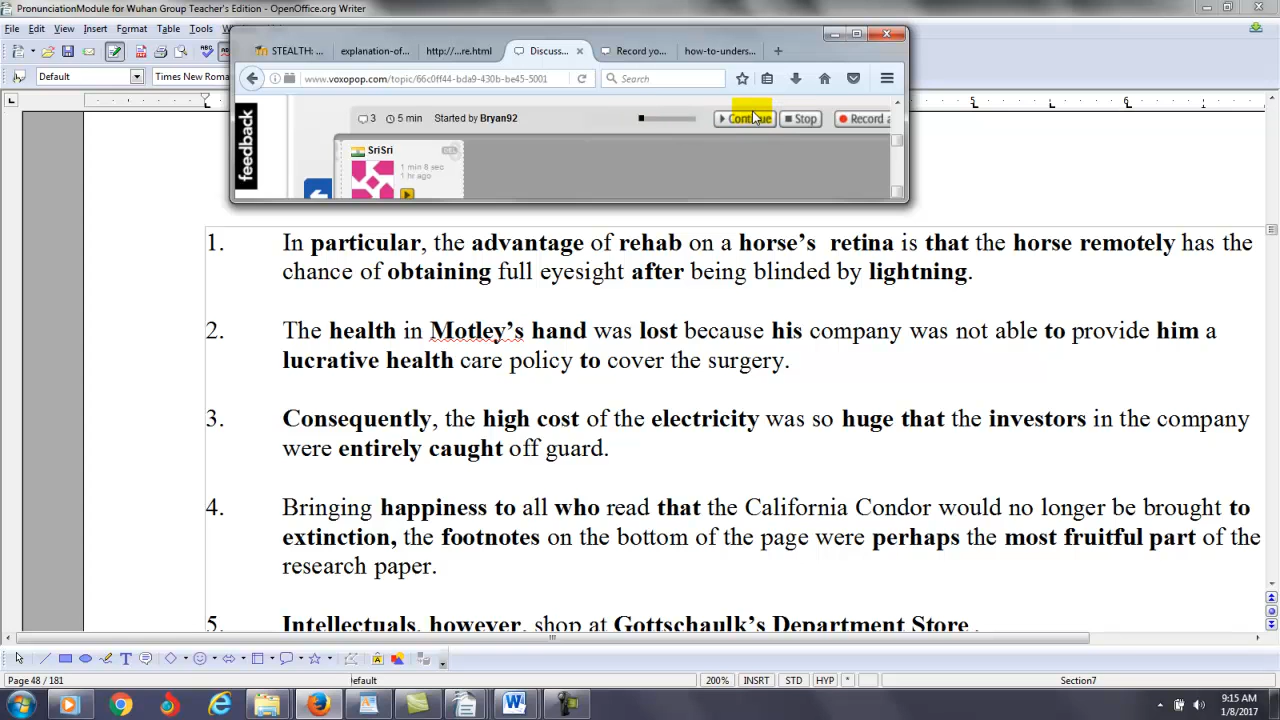 PronunciationModule for Wuhan Group Teacher's Edition - OpenOffice.org Writer
File Edit View Insert Format Table Tools
STEALTH: ... explanation-of... http://...re.html Discuss... Record yo... how-to-unders...
Default Times New Roma
www.voxopop.com/topic/66c0ff44-bda9-430b-be45-5001 Search
feedback
3 5 min Started by Bryan92 Continue Stop Record a
SriSri
1 min 8 sec
1 hr ago
5 6 7
1. In particular, the advantage of rehab on a horse’s retina is that the horse remotely has the
chance of obtaining full eyesight after being blinded by lightning.
2. The health in Motley’s hand was lost because his company was not able to provide him a
lucrative health care policy to cover the surgery.
3. Consequently, the high cost of the electricity was so huge that the investors in the company
were entirely caught off guard.
4. Bringing happiness to all who read that the California Condor would no longer be brought to
extinction, the footnotes on the bottom of the page were perhaps the most fruitful part of the
research paper.
5. Intellectuals, however, shop at Gottschaulk’s Department Store .
Page 48 / 181 efault 200% INSRT STD HYP * Section7
9:15 AM
1/8/2017